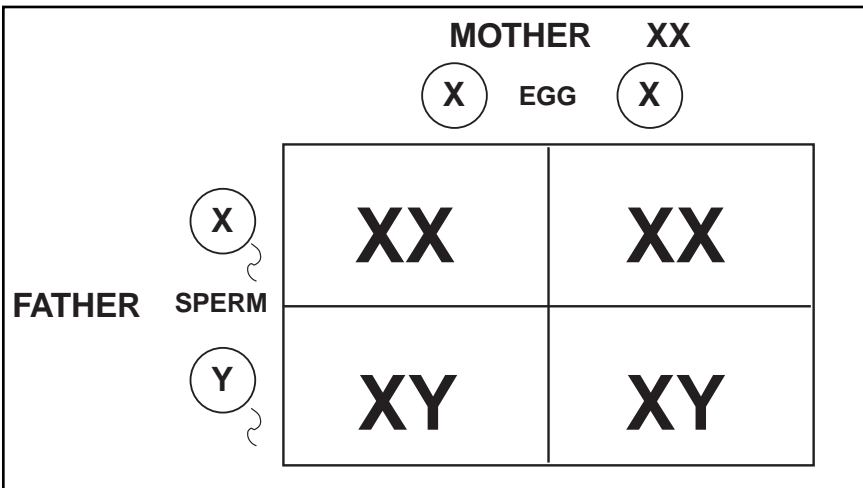 MOTHER XX
X EGG X
X XX XX
FATHER SPERM
Y XY XY